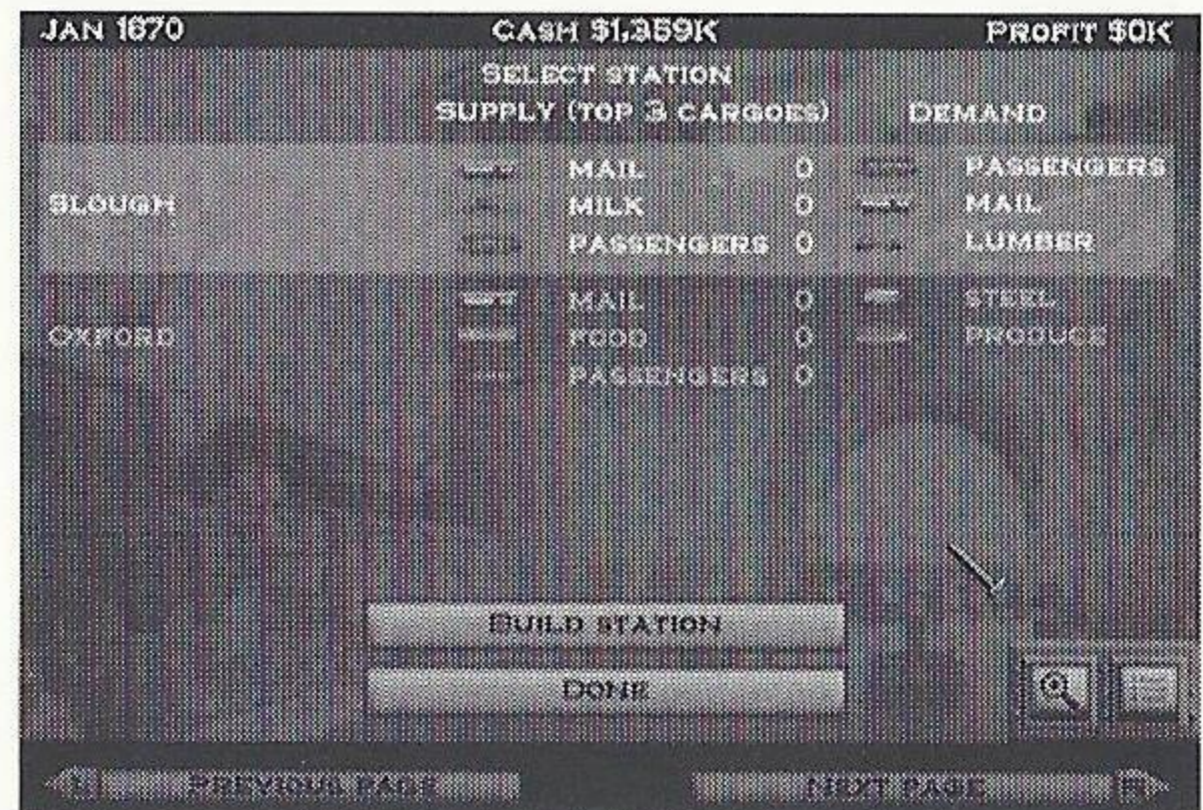 JAN 1870 CASH $1,359K PROFIT $0K
SELECT STATION
SUPPLY (TOP 3 CARGOES) DEMAND
MAIL 0 PASSENGERS
SLOUGH MILK 0 MAIL
PASSENGERS 0 LUMBER
MAIL 0 STEEL
OXFORD FOOD 0 PRODUCE
PASSENGERS 0
BUILD STATION
DONE
PREVIOUS PAGE NEXT PAGE